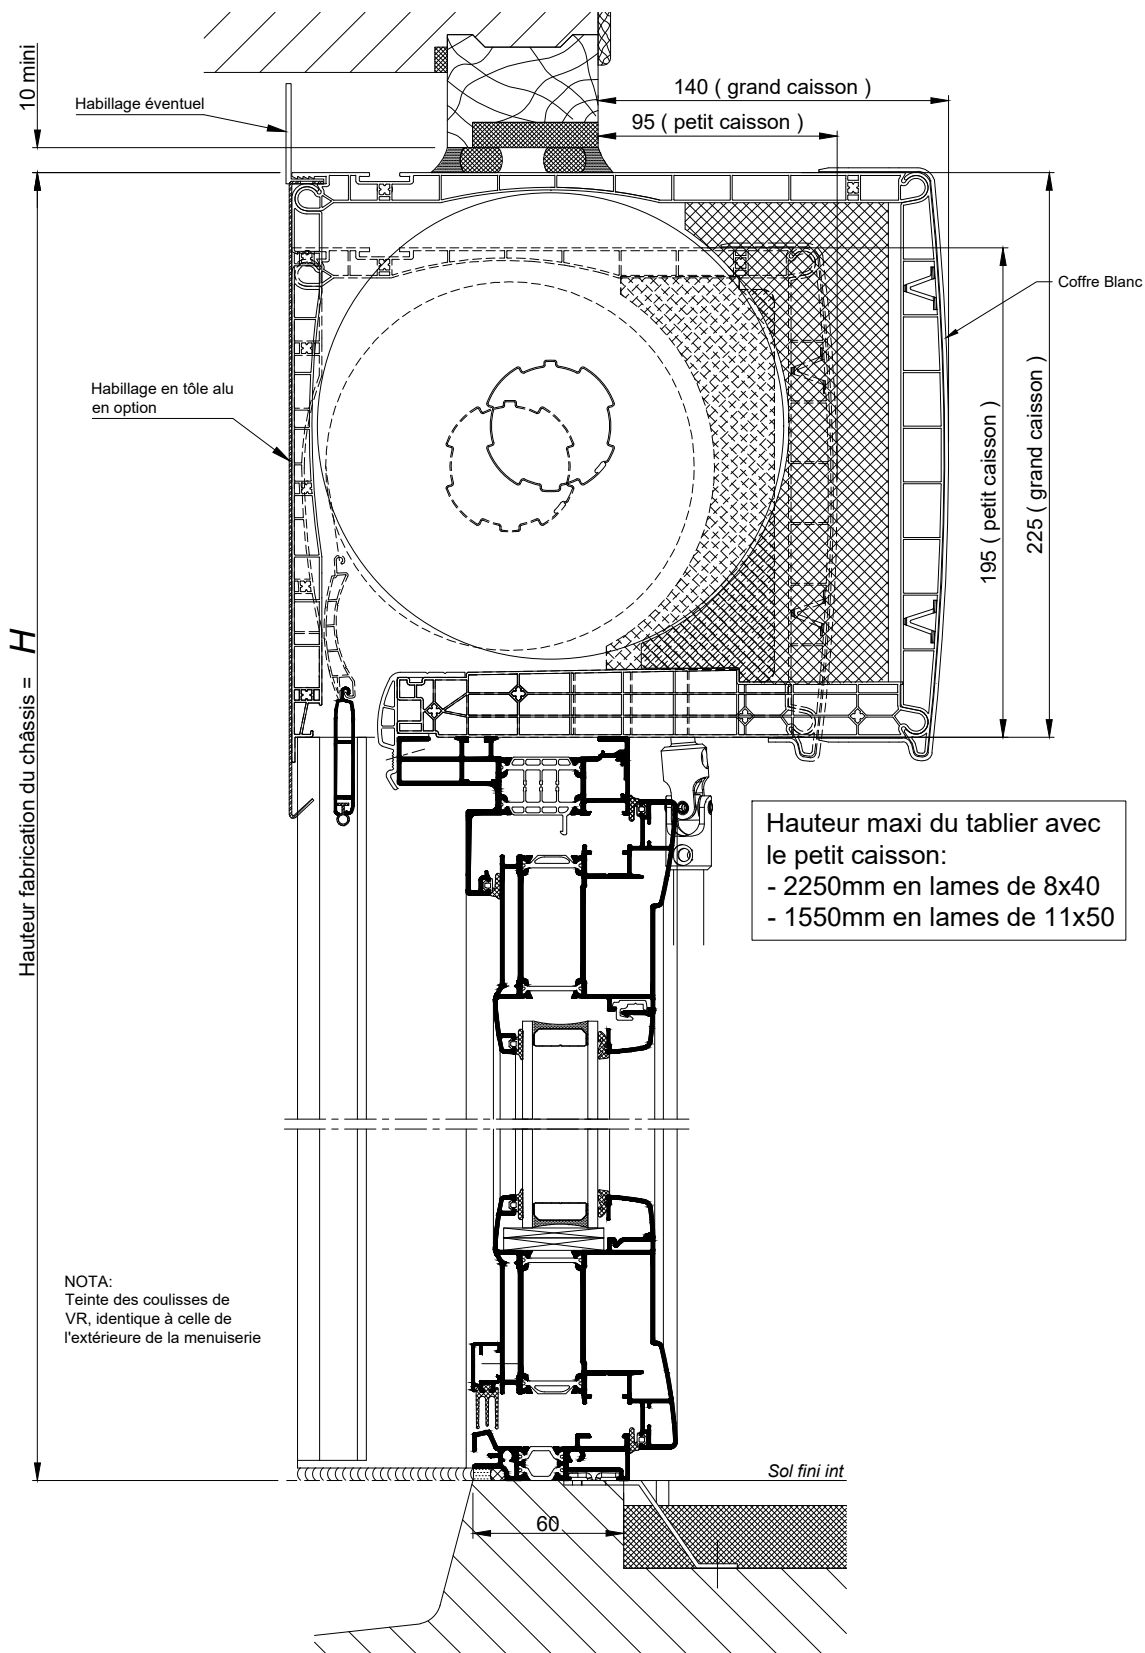 10 mini
Habillage éventuel
140 ( grand caisson )
95 ( petit caisson )
Coffre Blanc
Habillage en tôle alu
en option
195 ( petit caisson )
225 ( grand caisson )
Hauteur fabrication du châssis = H
Hauteur maxi du tablier avec
le petit caisson:
- 2250mm en lames de 8x40
- 1550mm en lames de 11x50
NOTA:
Teinte des coulisses de
VR, identique à celle de
l'extérieure de la menuiserie
Sol fini int
60